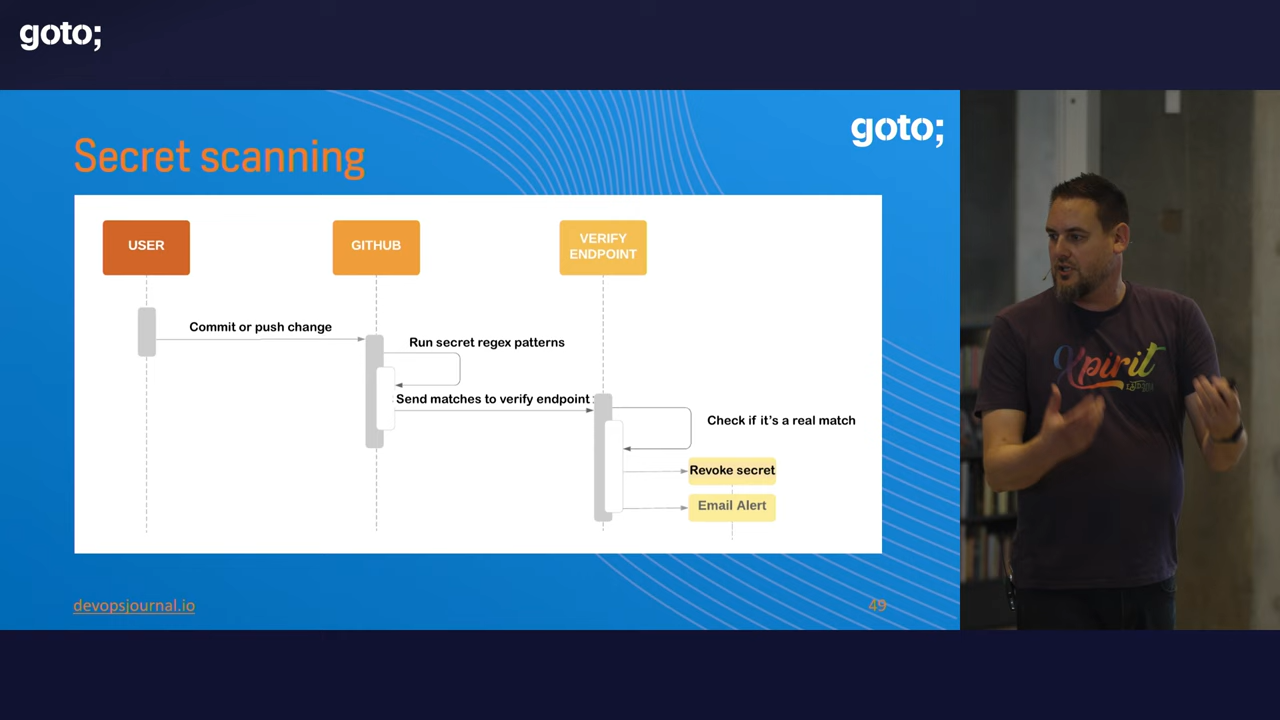 goto;
goto;
Secret scanning
USER
GITHUB
VERIFY
ENDPOINT
Commit or push change
Run secret regex patterns
Send matches to verify endpoint
Check if it's a real match
Revoke secret
Email Alert
devopsjournal.io
49
Xpirit